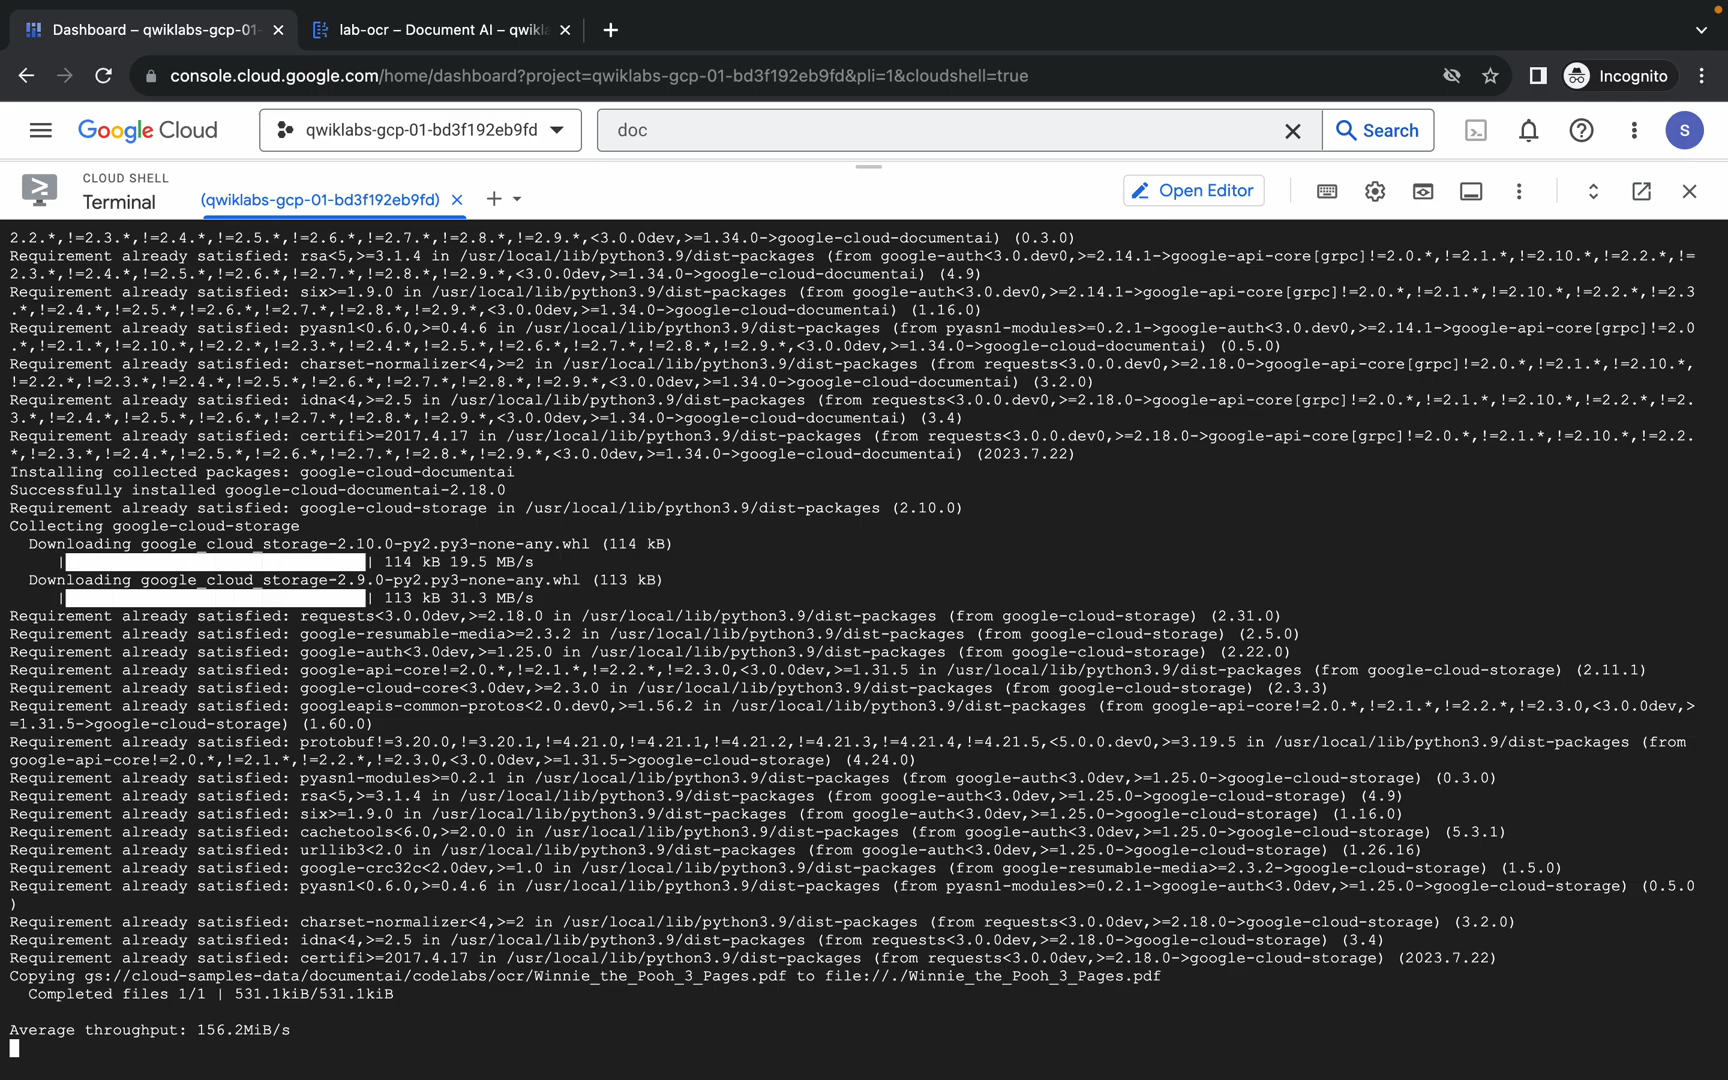 Dashboard – qwiklabs-gcp-01-
lab-ocr – Document AI – qwikla
console.cloud.google.com/home/dashboard?project=qwiklabs-gcp-01-bd3f192eb9fd&pli=1&cloudshell=true
Incognito
Google Cloud
qwiklabs-gcp-01-bd3f192eb9fd
doc
Search
S
CLOUD SHELL
Terminal
(qwiklabs-gcp-01-bd3f192eb9fd)
Open Editor
2.2.*,!=2.3.*,!=2.4.*,!=2.5.*,!=2.6.*,!=2.7.*,!=2.8.*,!=2.9.*,<3.0.0dev,>=1.34.0->google-cloud-documentai) (0.3.0)
Requirement already satisfied: rsa<5,>=3.1.4 in /usr/local/lib/python3.9/dist-packages (from google-auth<3.0.dev0,>=2.14.1->google-api-core[grpc]!=2.0.*,!=2.1.*,!=2.10.*,!=2.2.*,!=
2.3.*,!=2.4.*,!=2.5.*,!=2.6.*,!=2.7.*,!=2.8.*,!=2.9.*,<3.0.0dev,>=1.34.0->google-cloud-documentai) (4.9)
Requirement already satisfied: six>=1.9.0 in /usr/local/lib/python3.9/dist-packages (from google-auth<3.0.dev0,>=2.14.1->google-api-core[grpc]!=2.0.*,!=2.1.*,!=2.10.*,!=2.2.*,!=2.3
.*,!=2.4.*,!=2.5.*,!=2.6.*,!=2.7.*,!=2.8.*,!=2.9.*,<3.0.0dev,>=1.34.0->google-cloud-documentai) (1.16.0)
Requirement already satisfied: pyasn1<0.6.0,>=0.4.6 in /usr/local/lib/python3.9/dist-packages (from pyasn1-modules>=0.2.1->google-auth<3.0.dev0,>=2.14.1->google-api-core[grpc]!=2.0
.*,!=2.1.*,!=2.10.*,!=2.2.*,!=2.3.*,!=2.4.*,!=2.5.*,!=2.6.*,!=2.7.*,!=2.8.*,!=2.9.*,<3.0.0dev,>=1.34.0->google-cloud-documentai) (0.5.0)
Requirement already satisfied: charset-normalizer<4,>=2 in /usr/local/lib/python3.9/dist-packages (from requests<3.0.0.dev0,>=2.18.0->google-api-core[grpc]!=2.0.*,!=2.1.*,!=2.10.*,
!=2.2.*,!=2.3.*,!=2.4.*,!=2.5.*,!=2.6.*,!=2.7.*,!=2.8.*,!=2.9.*,<3.0.0dev,>=1.34.0->google-cloud-documentai) (3.2.0)
Requirement already satisfied: idna<4,>=2.5 in /usr/local/lib/python3.9/dist-packages (from requests<3.0.0.dev0,>=2.18.0->google-api-core[grpc]!=2.0.*,!=2.1.*,!=2.10.*,!=2.2.*,!=2.
3.*,!=2.4.*,!=2.5.*,!=2.6.*,!=2.7.*,!=2.8.*,!=2.9.*,<3.0.0dev,>=1.34.0->google-cloud-documentai) (3.4)
Requirement already satisfied: certifi>=2017.4.17 in /usr/local/lib/python3.9/dist-packages (from requests<3.0.0.dev0,>=2.18.0->google-api-core[grpc]!=2.0.*,!=2.1.*,!=2.10.*,!=2.2.
*,!=2.3.*,!=2.4.*,!=2.5.*,!=2.6.*,!=2.7.*,!=2.8.*,!=2.9.*,<3.0.0dev,>=1.34.0->google-cloud-documentai) (2023.7.22)
Installing collected packages: google-cloud-documentai
Successfully installed google-cloud-documentai-2.18.0
Requirement already satisfied: google-cloud-storage in /usr/local/lib/python3.9/dist-packages (2.10.0)
Collecting google-cloud-storage
Downloading google_cloud_storage-2.10.0-py2.py3-none-any.whl (114 kB)
| | 114 kB 19.5 MB/s
Downloading google_cloud_storage-2.9.0-py2.py3-none-any.whl (113 kB)
| | 113 kB 31.3 MB/s
Requirement already satisfied: requests<3.0.0dev,>=2.18.0 in /usr/local/lib/python3.9/dist-packages (from google-cloud-storage) (2.31.0)
Requirement already satisfied: google-resumable-media>=2.3.2 in /usr/local/lib/python3.9/dist-packages (from google-cloud-storage) (2.5.0)
Requirement already satisfied: google-auth<3.0dev,>=1.25.0 in /usr/local/lib/python3.9/dist-packages (from google-cloud-storage) (2.22.0)
Requirement already satisfied: google-api-core!=2.0.*,!=2.1.*,!=2.2.*,!=2.3.0,<3.0.0dev,>=1.31.5 in /usr/local/lib/python3.9/dist-packages (from google-cloud-storage) (2.11.1)
Requirement already satisfied: google-cloud-core<3.0dev,>=2.3.0 in /usr/local/lib/python3.9/dist-packages (from google-cloud-storage) (2.3.3)
Requirement already satisfied: googleapis-common-protos<2.0.dev0,>=1.56.2 in /usr/local/lib/python3.9/dist-packages (from google-api-core!=2.0.*,!=2.1.*,!=2.2.*,!=2.3.0,<3.0.0dev,>
=1.31.5->google-cloud-storage) (1.60.0)
Requirement already satisfied: protobuf!=3.20.0,!=3.20.1,!=4.21.0,!=4.21.1,!=4.21.2,!=4.21.3,!=4.21.4,!=4.21.5,<5.0.0.dev0,>=3.19.5 in /usr/local/lib/python3.9/dist-packages (from
google-api-core!=2.0.*,!=2.1.*,!=2.2.*,!=2.3.0,<3.0.0dev,>=1.31.5->google-cloud-storage) (4.24.0)
Requirement already satisfied: pyasn1-modules>=0.2.1 in /usr/local/lib/python3.9/dist-packages (from google-auth<3.0dev,>=1.25.0->google-cloud-storage) (0.3.0)
Requirement already satisfied: rsa<5,>=3.1.4 in /usr/local/lib/python3.9/dist-packages (from google-auth<3.0dev,>=1.25.0->google-cloud-storage) (4.9)
Requirement already satisfied: six>=1.9.0 in /usr/local/lib/python3.9/dist-packages (from google-auth<3.0dev,>=1.25.0->google-cloud-storage) (1.16.0)
Requirement already satisfied: cachetools<6.0,>=2.0.0 in /usr/local/lib/python3.9/dist-packages (from google-auth<3.0dev,>=1.25.0->google-cloud-storage) (5.3.1)
Requirement already satisfied: urllib3<2.0 in /usr/local/lib/python3.9/dist-packages (from google-auth<3.0dev,>=1.25.0->google-cloud-storage) (1.26.16)
Requirement already satisfied: google-crc32c<2.0dev,>=1.0 in /usr/local/lib/python3.9/dist-packages (from google-resumable-media>=2.3.2->google-cloud-storage) (1.5.0)
Requirement already satisfied: pyasn1<0.6.0,>=0.4.6 in /usr/local/lib/python3.9/dist-packages (from pyasn1-modules>=0.2.1->google-auth<3.0dev,>=1.25.0->google-cloud-storage) (0.5.0
)
Requirement already satisfied: charset-normalizer<4,>=2 in /usr/local/lib/python3.9/dist-packages (from requests<3.0.0dev,>=2.18.0->google-cloud-storage) (3.2.0)
Requirement already satisfied: idna<4,>=2.5 in /usr/local/lib/python3.9/dist-packages (from requests<3.0.0dev,>=2.18.0->google-cloud-storage) (3.4)
Requirement already satisfied: certifi>=2017.4.17 in /usr/local/lib/python3.9/dist-packages (from requests<3.0.0dev,>=2.18.0->google-cloud-storage) (2023.7.22)
Copying gs://cloud-samples-data/documentai/codelabs/ocr/Winnie_the_Pooh_3_Pages.pdf to file://./Winnie_the_Pooh_3_Pages.pdf
Completed files 1/1 | 531.1kiB/531.1kiB
Average throughput: 156.2MiB/s